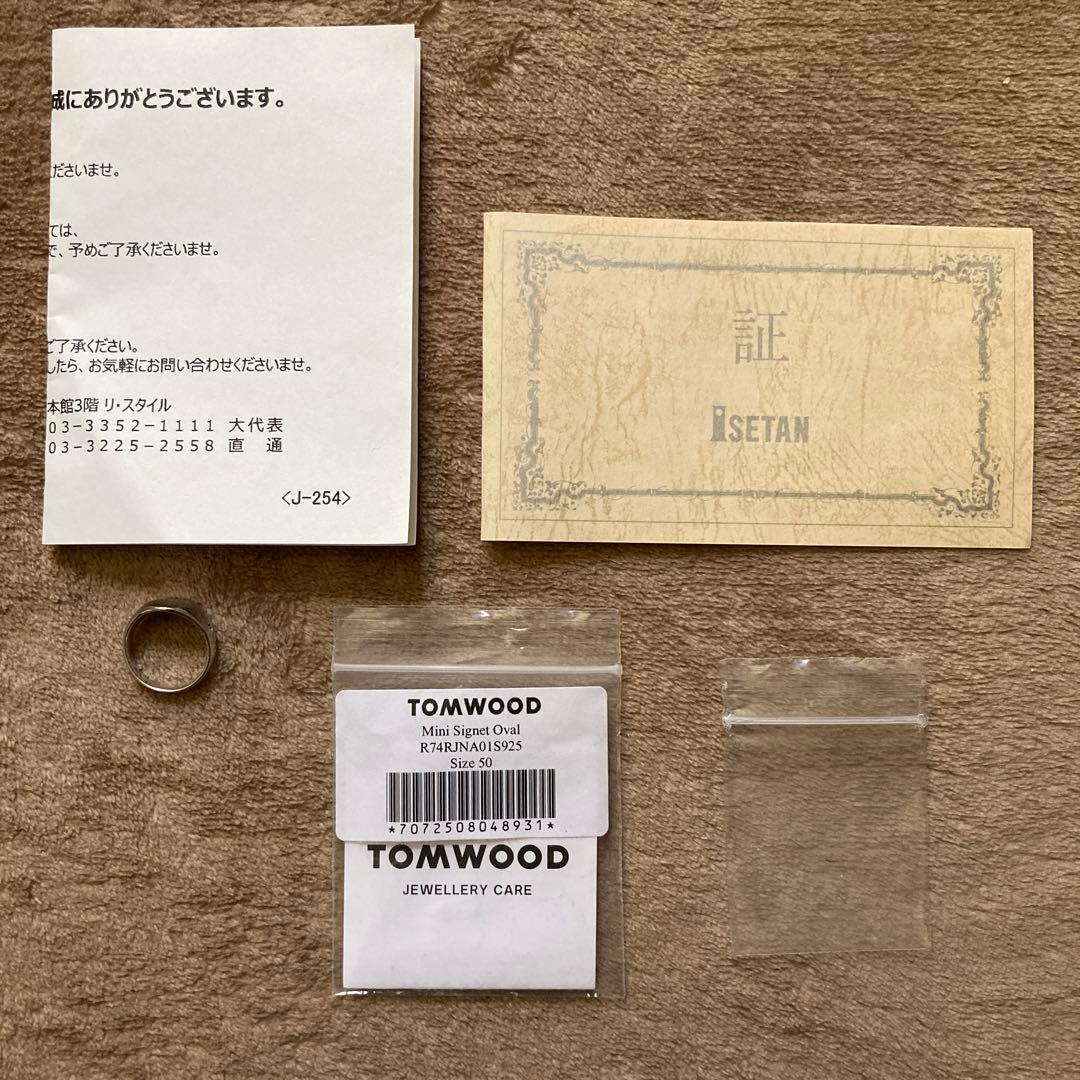 誠にありがとうございます。
ださいませ。
ては、
で、予めご了承くださいませ。
ご了承ください。
したら、お気軽にお問い合わせくださいませ。
本館3階 リ・スタイル
03-3352-1111 大代表
03-3225-2558 直 通
<J-254>
証
ISETAN
TOMWOOD
Mini Signet Oval
R74RJNA01S925
Size 50
*7072508048931*
TOMWOOD
JEWELLERY CARE